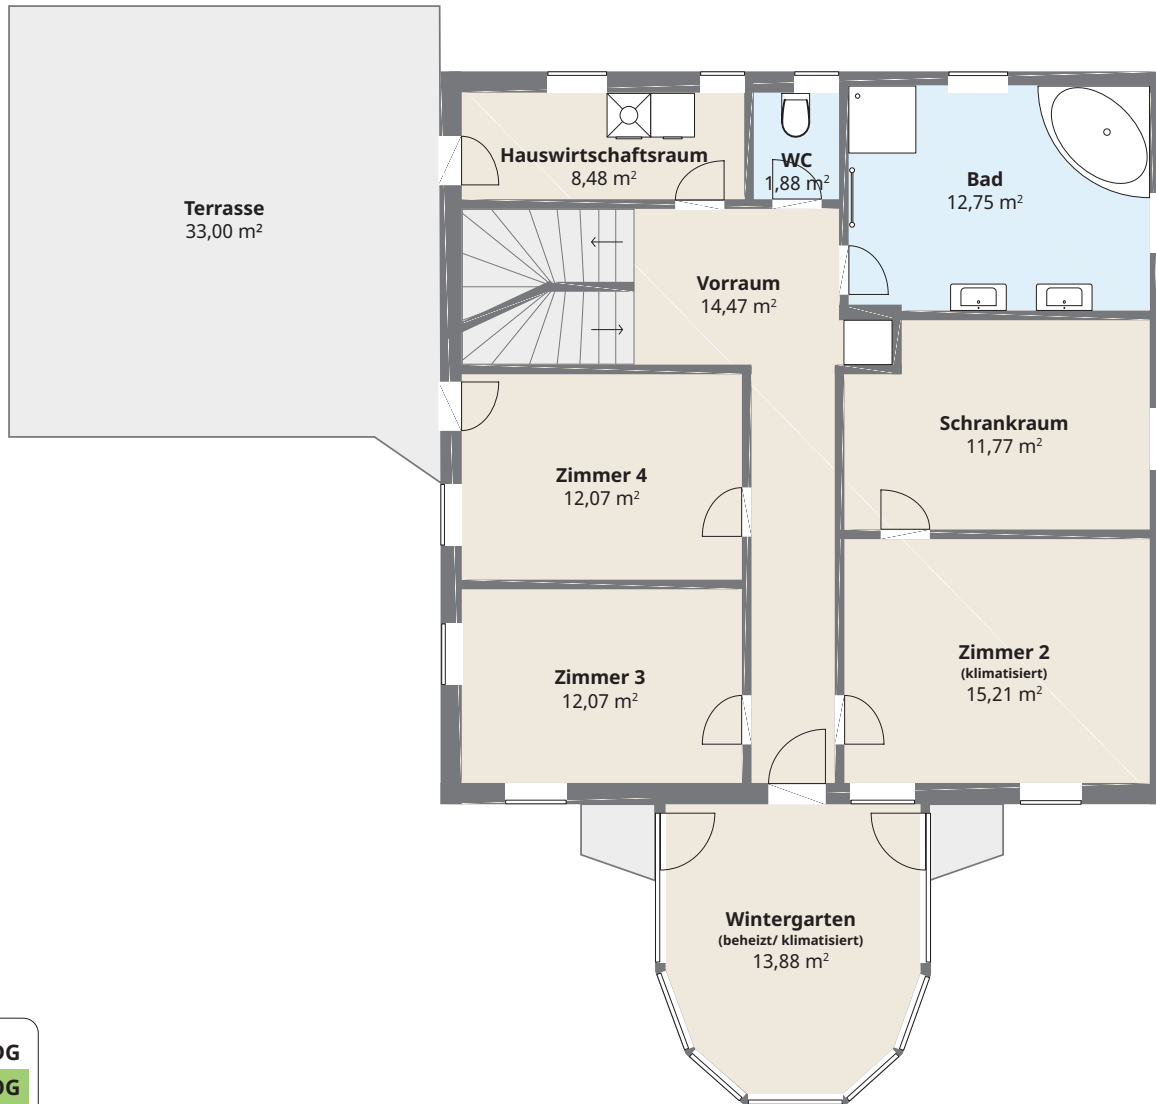 Terrasse
33,00 m²
Hauswirtschaftsraum
8,48 m²
WC
1,88 m²
Bad
12,75 m²
Vorraum
14,47 m²
Schrankraum
11,77 m²
Zimmer 4
12,07 m²
Zimmer 3
12,07 m²
Zimmer 2
(klimatisiert)
15,21 m²
Wintergarten
(beheizt/ klimatisiert)
13,88 m²